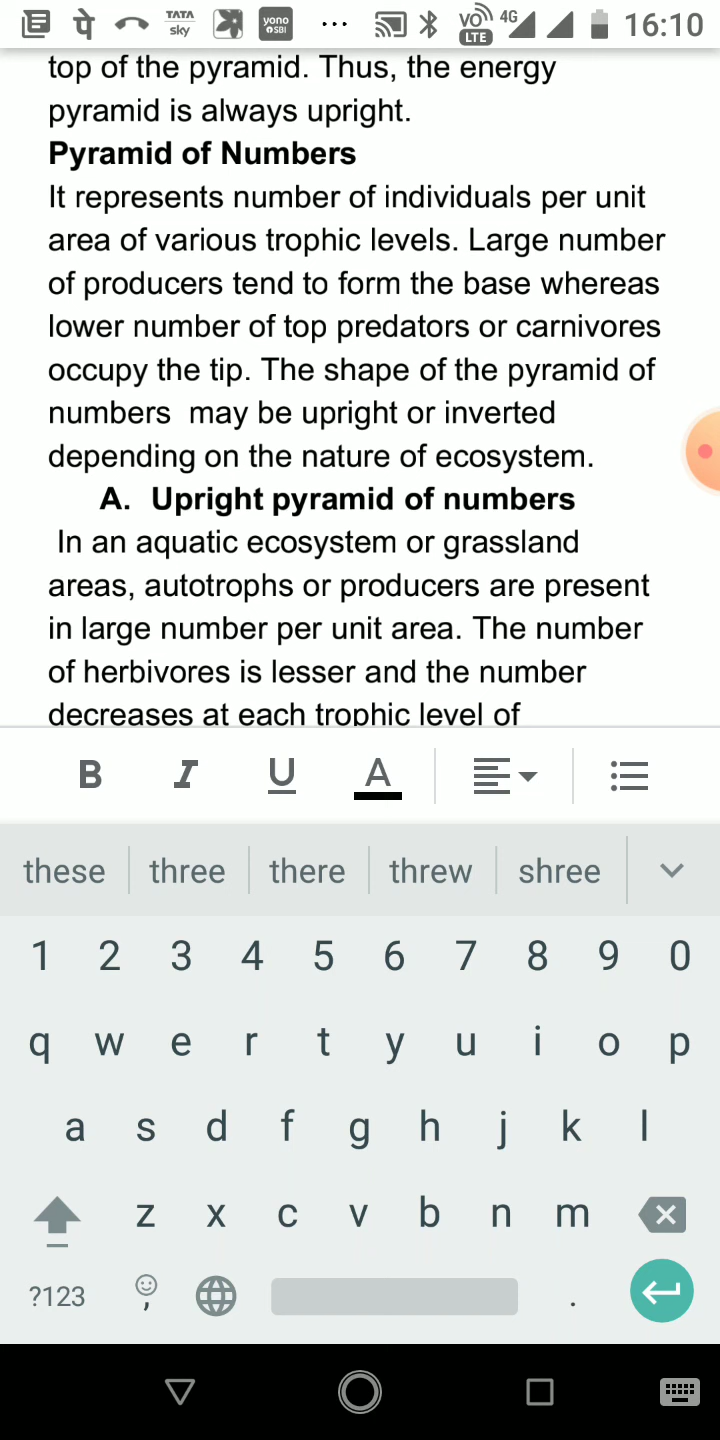 TATA
sky
yono
SBI
VO
LTE
4G
16:10
top of the pyramid. Thus, the energy
pyramid is always upright.
Pyramid of Numbers
It represents number of individuals per unit
area of various trophic levels. Large number
of producers tend to form the base whereas
lower number of top predators or carnivores
occupy the tip. The shape of the pyramid of
numbers  may be upright or inverted
depending on the nature of ecosystem.
A. Upright pyramid of numbers
In an aquatic ecosystem or grassland
areas, autotrophs or producers are present
in large number per unit area. The number
of herbivores is lesser and the number
decreases at each trophic level of
B I U A
these three there threw shree
1 2 3 4 5 6 7 8 9 0
q w e r t y u i o p
a s d f g h j k l
z x c v b n m
?123 , .